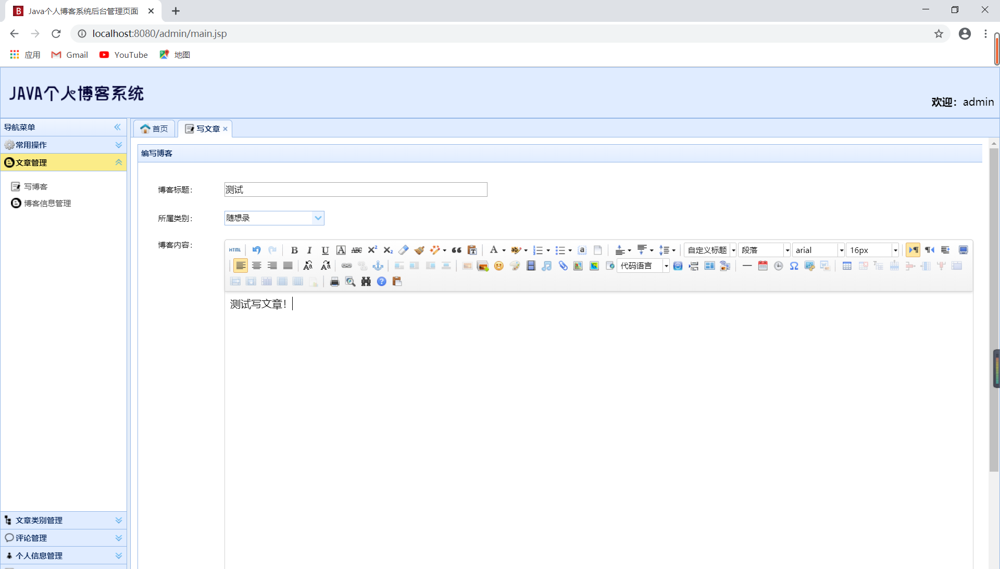 Java个人博客系统后台管理页面
localhost:8080/admin/main.jsp
应用 Gmail YouTube 地图
JAVA个人博客系统
欢迎：admin
导航菜单
常用操作
文章管理
写博客
博客信息管理
文章类别管理
评论管理
个人信息管理
首页 写文章
编写博客
博客标题： 测试
所属类别： 随想录
博客内容：
HTML 自定义标题 段落 arial 16px
代码语言
测试写文章！